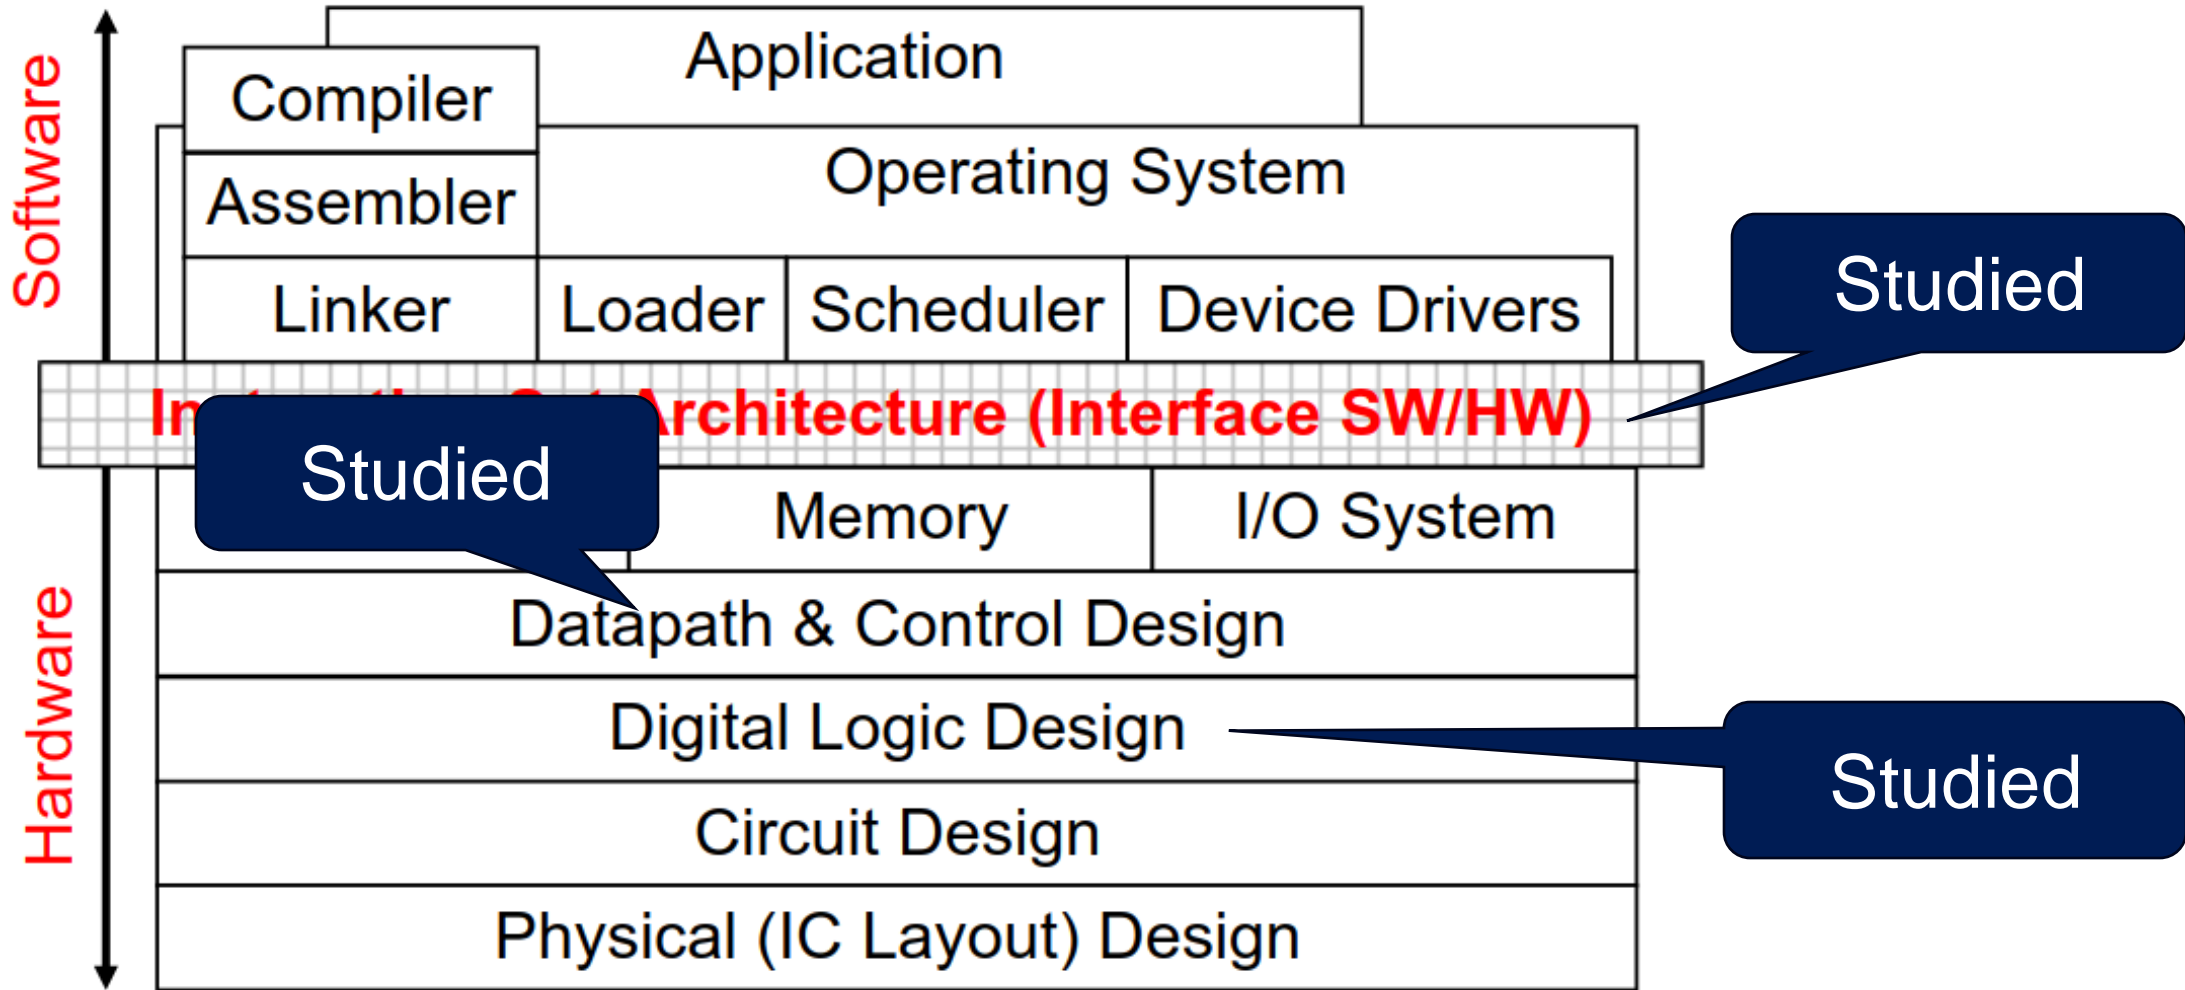 Application
Compiler
Operating System
Assembler
Software
Linker
Loader
Scheduler
Device Drivers
Studied
Architecture (Interface SW/HW)
Studied
Memory
I/O System
Hardware
Datapath & Control Design
Digital Logic Design
Studied
Circuit Design
Physical (IC Layout) Design